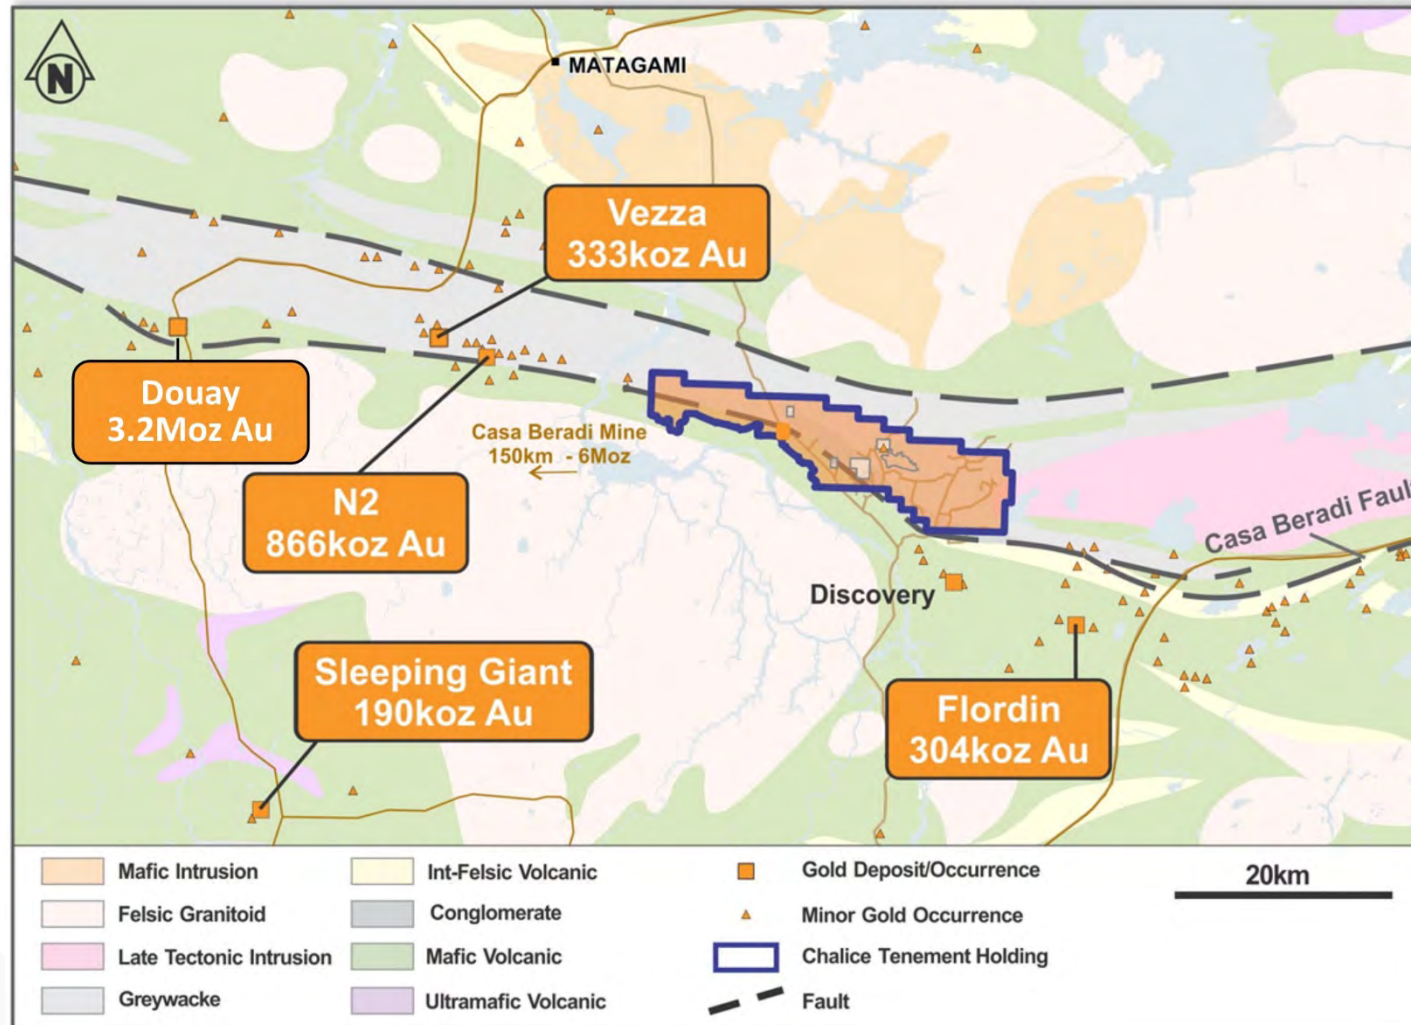 N
MATAGAMI
Vezza
333koz Au
Douay
3.2Moz Au
Casa Beradi Mine
150km - 6Moz
N2
866koz Au
Casa Beradi Fault
Discovery
Sleeping Giant
190koz Au
Flordin
304koz Au
Mafic Intrusion
Felsic Granitoid
Late Tectonic Intrusion
Greywacke
Int-Felsic Volcanic
Conglomerate
Mafic Volcanic
Ultramafic Volcanic
Gold Deposit/Occurrence
Minor Gold Occurrence
Chalice Tenement Holding
Fault
20km